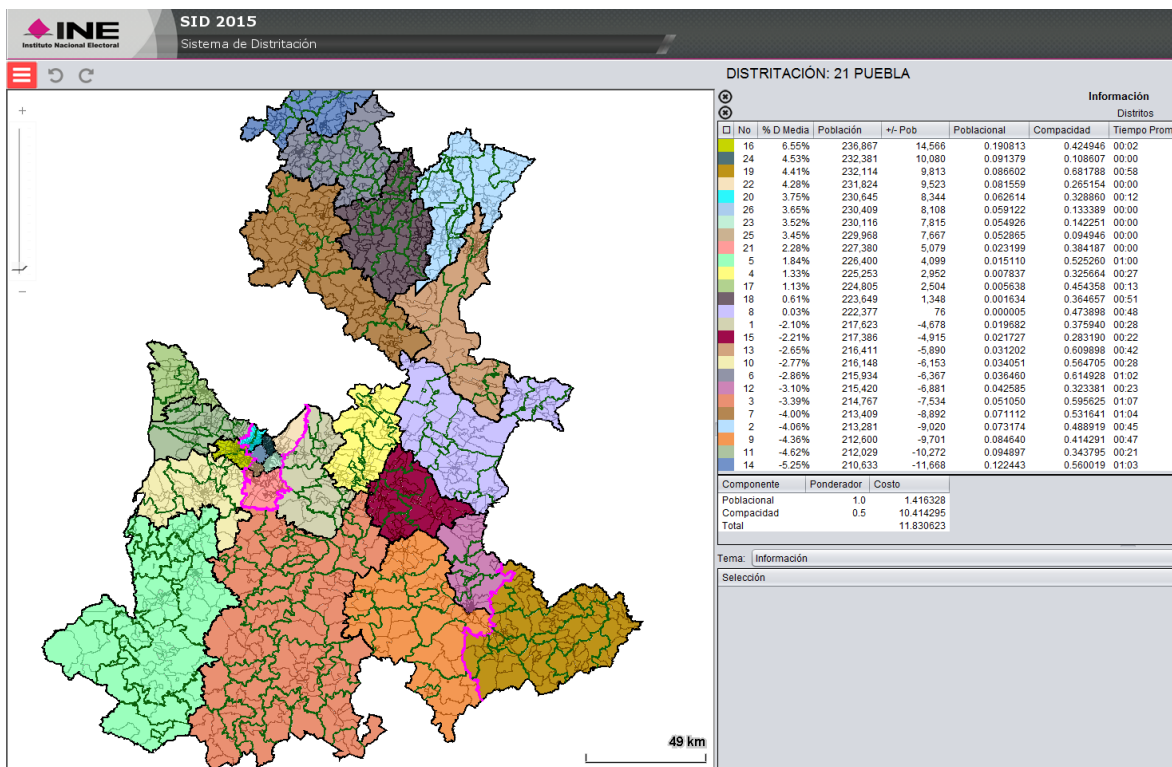 INE
Instituto Nacional Electoral
SID 2015
Sistema de Distritación
DISTRITACIÓN: 21 PUEBLA
Información
Distritos
No % D Media Población +/- Pob Poblacional Compacidad Tiempo Prom
16 6.55% 236,867 14,566 0.190813 0.424946 00:02
24 4.53% 232,381 10,080 0.091379 0.108607 00:00
19 4.41% 232,114 9,813 0.086602 0.681788 00:58
22 4.28% 231,824 9,523 0.081559 0.265154 00:00
20 3.75% 230,645 8,344 0.062614 0.328860 00:12
26 3.65% 230,409 8,108 0.059122 0.133389 00:00
23 3.52% 230,116 7,815 0.054926 0.142251 00:00
25 3.45% 229,968 7,667 0.052865 0.094946 00:00
21 2.28% 227,380 5,079 0.023199 0.384187 00:00
5 1.84% 226,400 4,099 0.015110 0.525260 01:00
4 1.33% 225,253 2,952 0.007837 0.325664 00:27
17 1.13% 224,805 2,504 0.005638 0.454358 00:13
18 0.61% 223,649 1,348 0.001634 0.364657 00:51
8 0.03% 222,377 76 0.000005 0.473898 00:48
1 -2.10% 217,623 -4,678 0.019682 0.375940 00:28
15 -2.21% 217,386 -4,915 0.021727 0.283190 00:22
13 -2.65% 216,411 -5,890 0.031202 0.609898 00:42
10 -2.77% 216,148 -6,153 0.034051 0.564705 00:28
6 -2.86% 215,934 -6,367 0.036460 0.614928 01:02
12 -3.10% 215,420 -6,881 0.042585 0.323381 00:23
3 -3.39% 214,767 -7,534 0.051050 0.595625 01:07
7 -4.00% 213,409 -8,892 0.071112 0.531641 01:04
2 -4.06% 213,281 -9,020 0.073174 0.488919 00:45
9 -4.36% 212,600 -9,701 0.084640 0.414291 00:47
11 -4.62% 212,029 -10,272 0.094897 0.343795 00:21
14 -5.25% 210,633 -11,668 0.122443 0.560019 01:03
Componente Ponderador Costo
Poblacional 1.0 1.416328
Compacidad 0.5 10.414295
Total 11.830623
Tema: Información
Selección
49 km